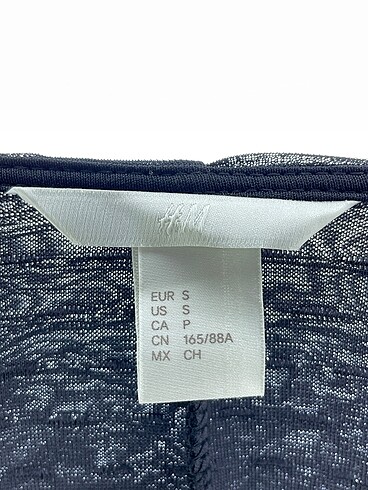 H&M
EUR S
US S
CA P
CN 165/88A
MX CH